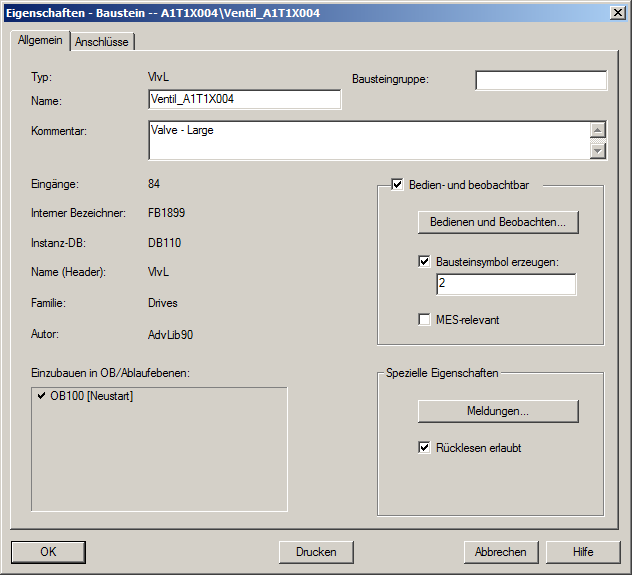 Eigenschaften - Baustein -- A1T1X004\Ventil_A1T1X004
Allgemein Anschlüsse
Typ: VlvL Bausteingruppe:
Name: Ventil_A1T1X004
Kommentar: Valve - Large
Eingänge: 84
Bedien- und beobachtbar
Interner Bezeichner: FB1899
Bedienen und Beobachten...
Instanz-DB: DB110
Bausteinsymbol erzeugen:
Name (Header): VlvL
2
Familie: Drives
MES-relevant
Autor: AdvLib90
Einzubauen in OB/Ablaufebenen:
Spezielle Eigenschaften
OB100 [Neustart]
Meldungen...
Rücklesen erlaubt
OK Drucken Abbrechen Hilfe